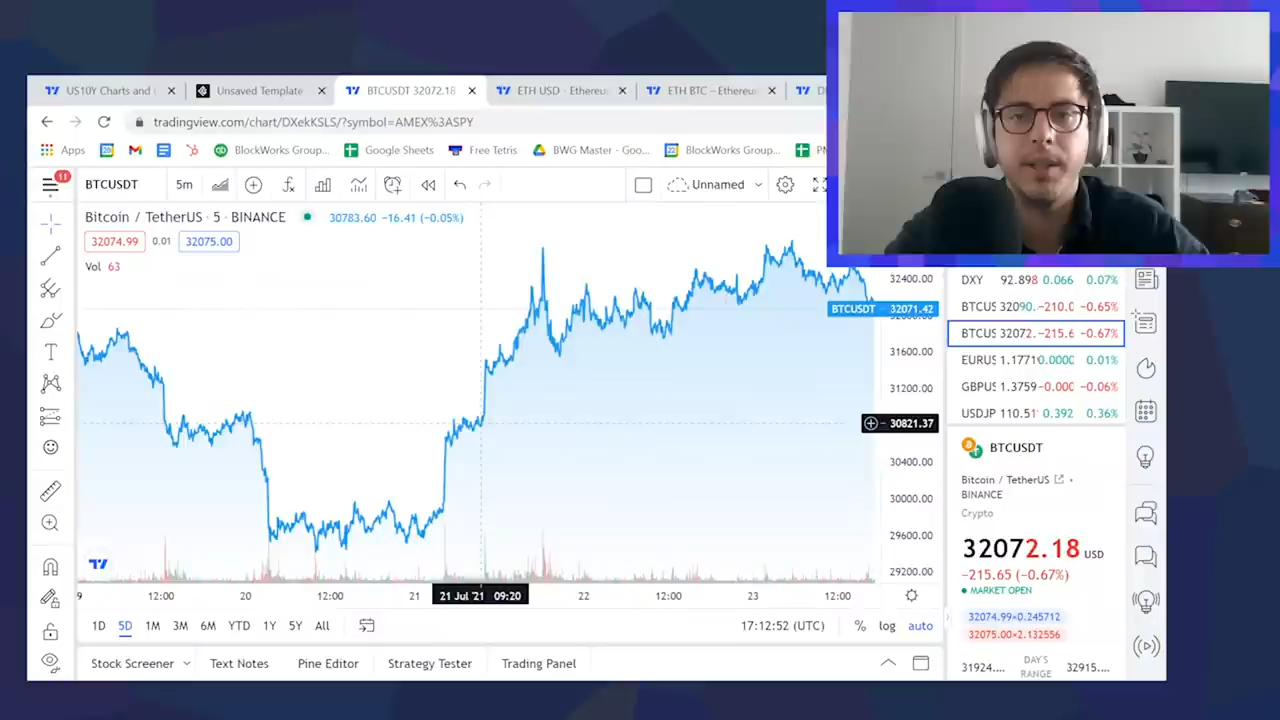 US10Y Charts and
Unsaved Template
BTCUSDT 32072.18
ETH USD - Ethereu
ETH BTC – Ethereu
tradingview.com/chart/DXekKSLS/?symbol=AMEX%3ASPY
Apps
BlockWorks Group...
Google Sheets
Free Tetris
BWG Master - Goo...
BlockWorks Group...
11
BTCUSDT
5m
Unnamed
Bitcoin / TetherUS · 5 · BINANCE
30783.60 −16.41 (−0.05%)
32074.99
0.01
32075.00
Vol 63
32400.00
BTCUSDT
32071.42
31600.00
31200.00
30821.37
30400.00
30000.00
29600.00
29200.00
9
12:00
20
12:00
21
21 Jul '21 09:20
22
12:00
23
12:00
1D
5D
1M
3M
6M
YTD
1Y
5Y
All
17:12:52 (UTC)
%
log
auto
Stock Screener
Text Notes
Pine Editor
Strategy Tester
Trading Panel
DXY 92.898 0.066 0.07%
BTCUS 32090. −210.0 −0.65%
BTCUS 32072. −215.6 −0.67%
EURUS 1.1771 0.0000 0.01%
GBPUS 1.3759 −0.000 −0.06%
USDJP 110.51 0.392 0.36%
BTCUSDT
Bitcoin / TetherUS
BINANCE
Crypto
32072.18 USD
−215.65 (−0.67%)
MARKET OPEN
32074.99×0.245712
32075.00×2.132556
31924....
DAY'S
RANGE
32915....